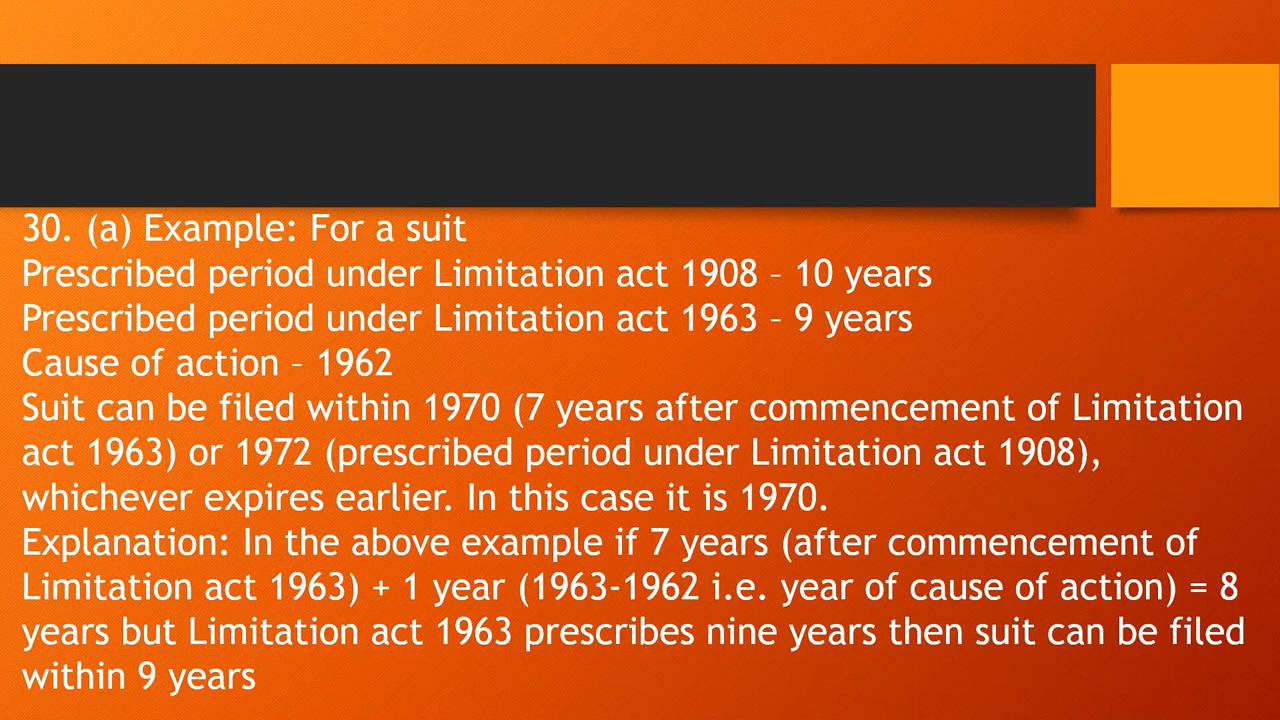 30. (a) Example: For a suit
Prescribed period under Limitation act 1908 – 10 years
Prescribed period under Limitation act 1963 – 9 years
Cause of action – 1962
Suit can be filed within 1970 (7 years after commencement of Limitation
act 1963) or 1972 (prescribed period under Limitation act 1908),
whichever expires earlier. In this case it is 1970.
Explanation: In the above example if 7 years (after commencement of
Limitation act 1963) + 1 year (1963-1962 i.e. year of cause of action) = 8
years but Limitation act 1963 prescribes nine years then suit can be filed
within 9 years